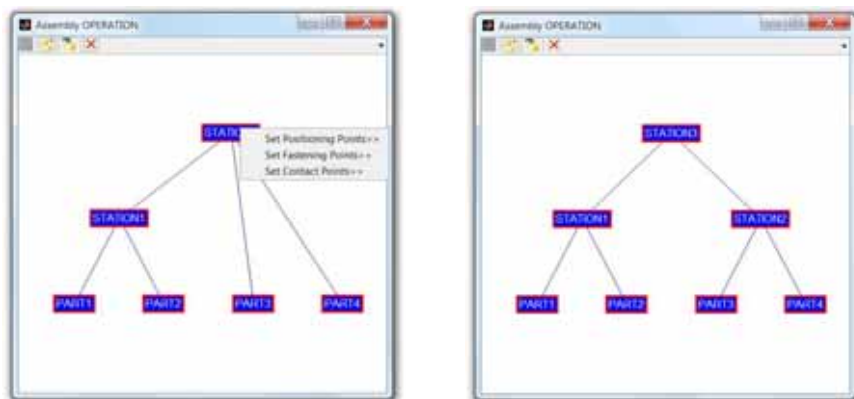 Assembly OPERATION
STATIO
Set Positioning Points>>
Set Fastening Points>>
Set Contact Points>>
STATION1
PART1
PART2
PART3
PART4
Assembly OPERATION
STATION3
STATION1
STATION2
PART1
PART2
PART3
PART4